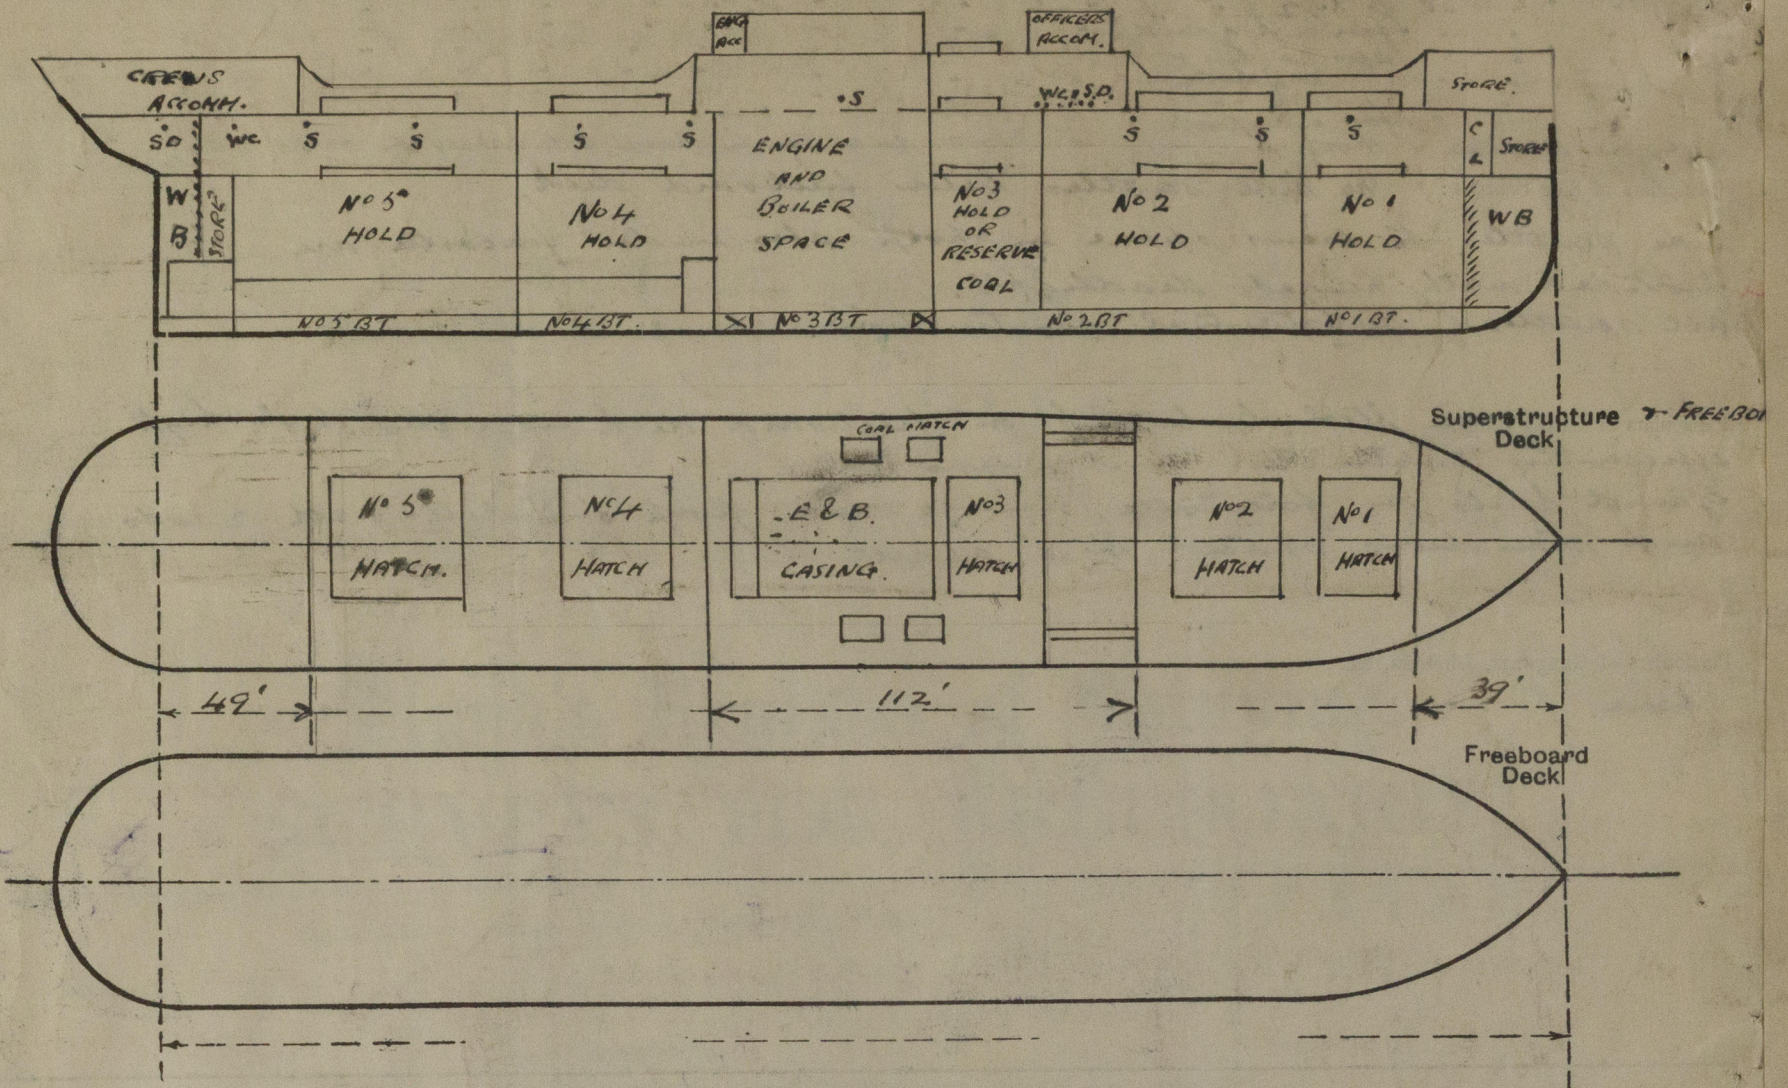 ENG
ACC
OFFICERS
ACCOM.
CREWS
ACCOMM.
STORE.
S
WC. S.D.
SD
WC.
S
S
S
S
S
S
S
C
L
STORE
ENGINE
AND
BOILER
SPACE
W
B
STORE
No 5
HOLD
No 4
HOLD
No 3
HOLD
OR
RESERVE
COAL
No 2
HOLD
No 1
HOLD
WB
No 5 BT
No 4 BT.
No 3 BT
No 2 BT
No 1 BT.
Superstructure & FREEBO
Deck
COAL HATCH
No 5
HATCH.
No 4
HATCH
E & B.
CASING.
No 3
HATCH
No 2
HATCH
No 1
HATCH
49'
112'
39'
Freeboard
Deck